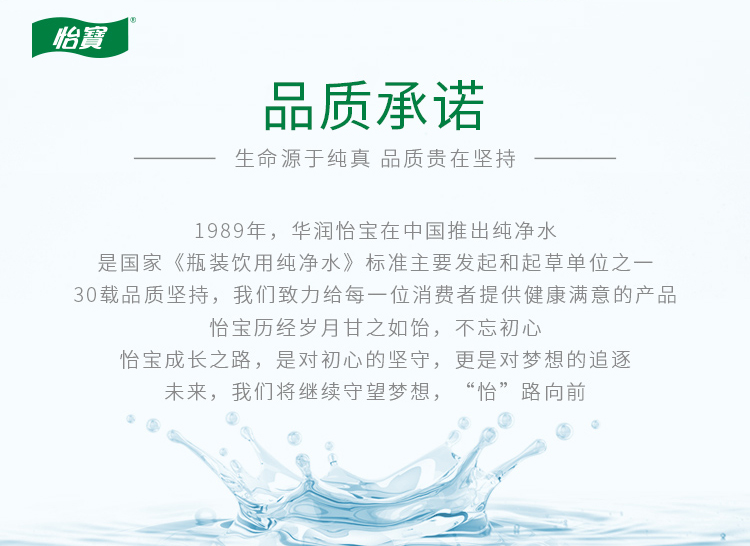 怡寶®
品质承诺
生命源于纯真 品质贵在坚持
1989年，华润怡宝在中国推出纯净水
是国家《瓶装饮用纯净水》标准主要发起和起草单位之一
30载品质坚持，我们致力给每一位消费者提供健康满意的产品
怡宝历经岁月甘之如饴，不忘初心
怡宝成长之路，是对初心的坚守，更是对梦想的追逐
未来，我们将继续守望梦想，“怡”路向前